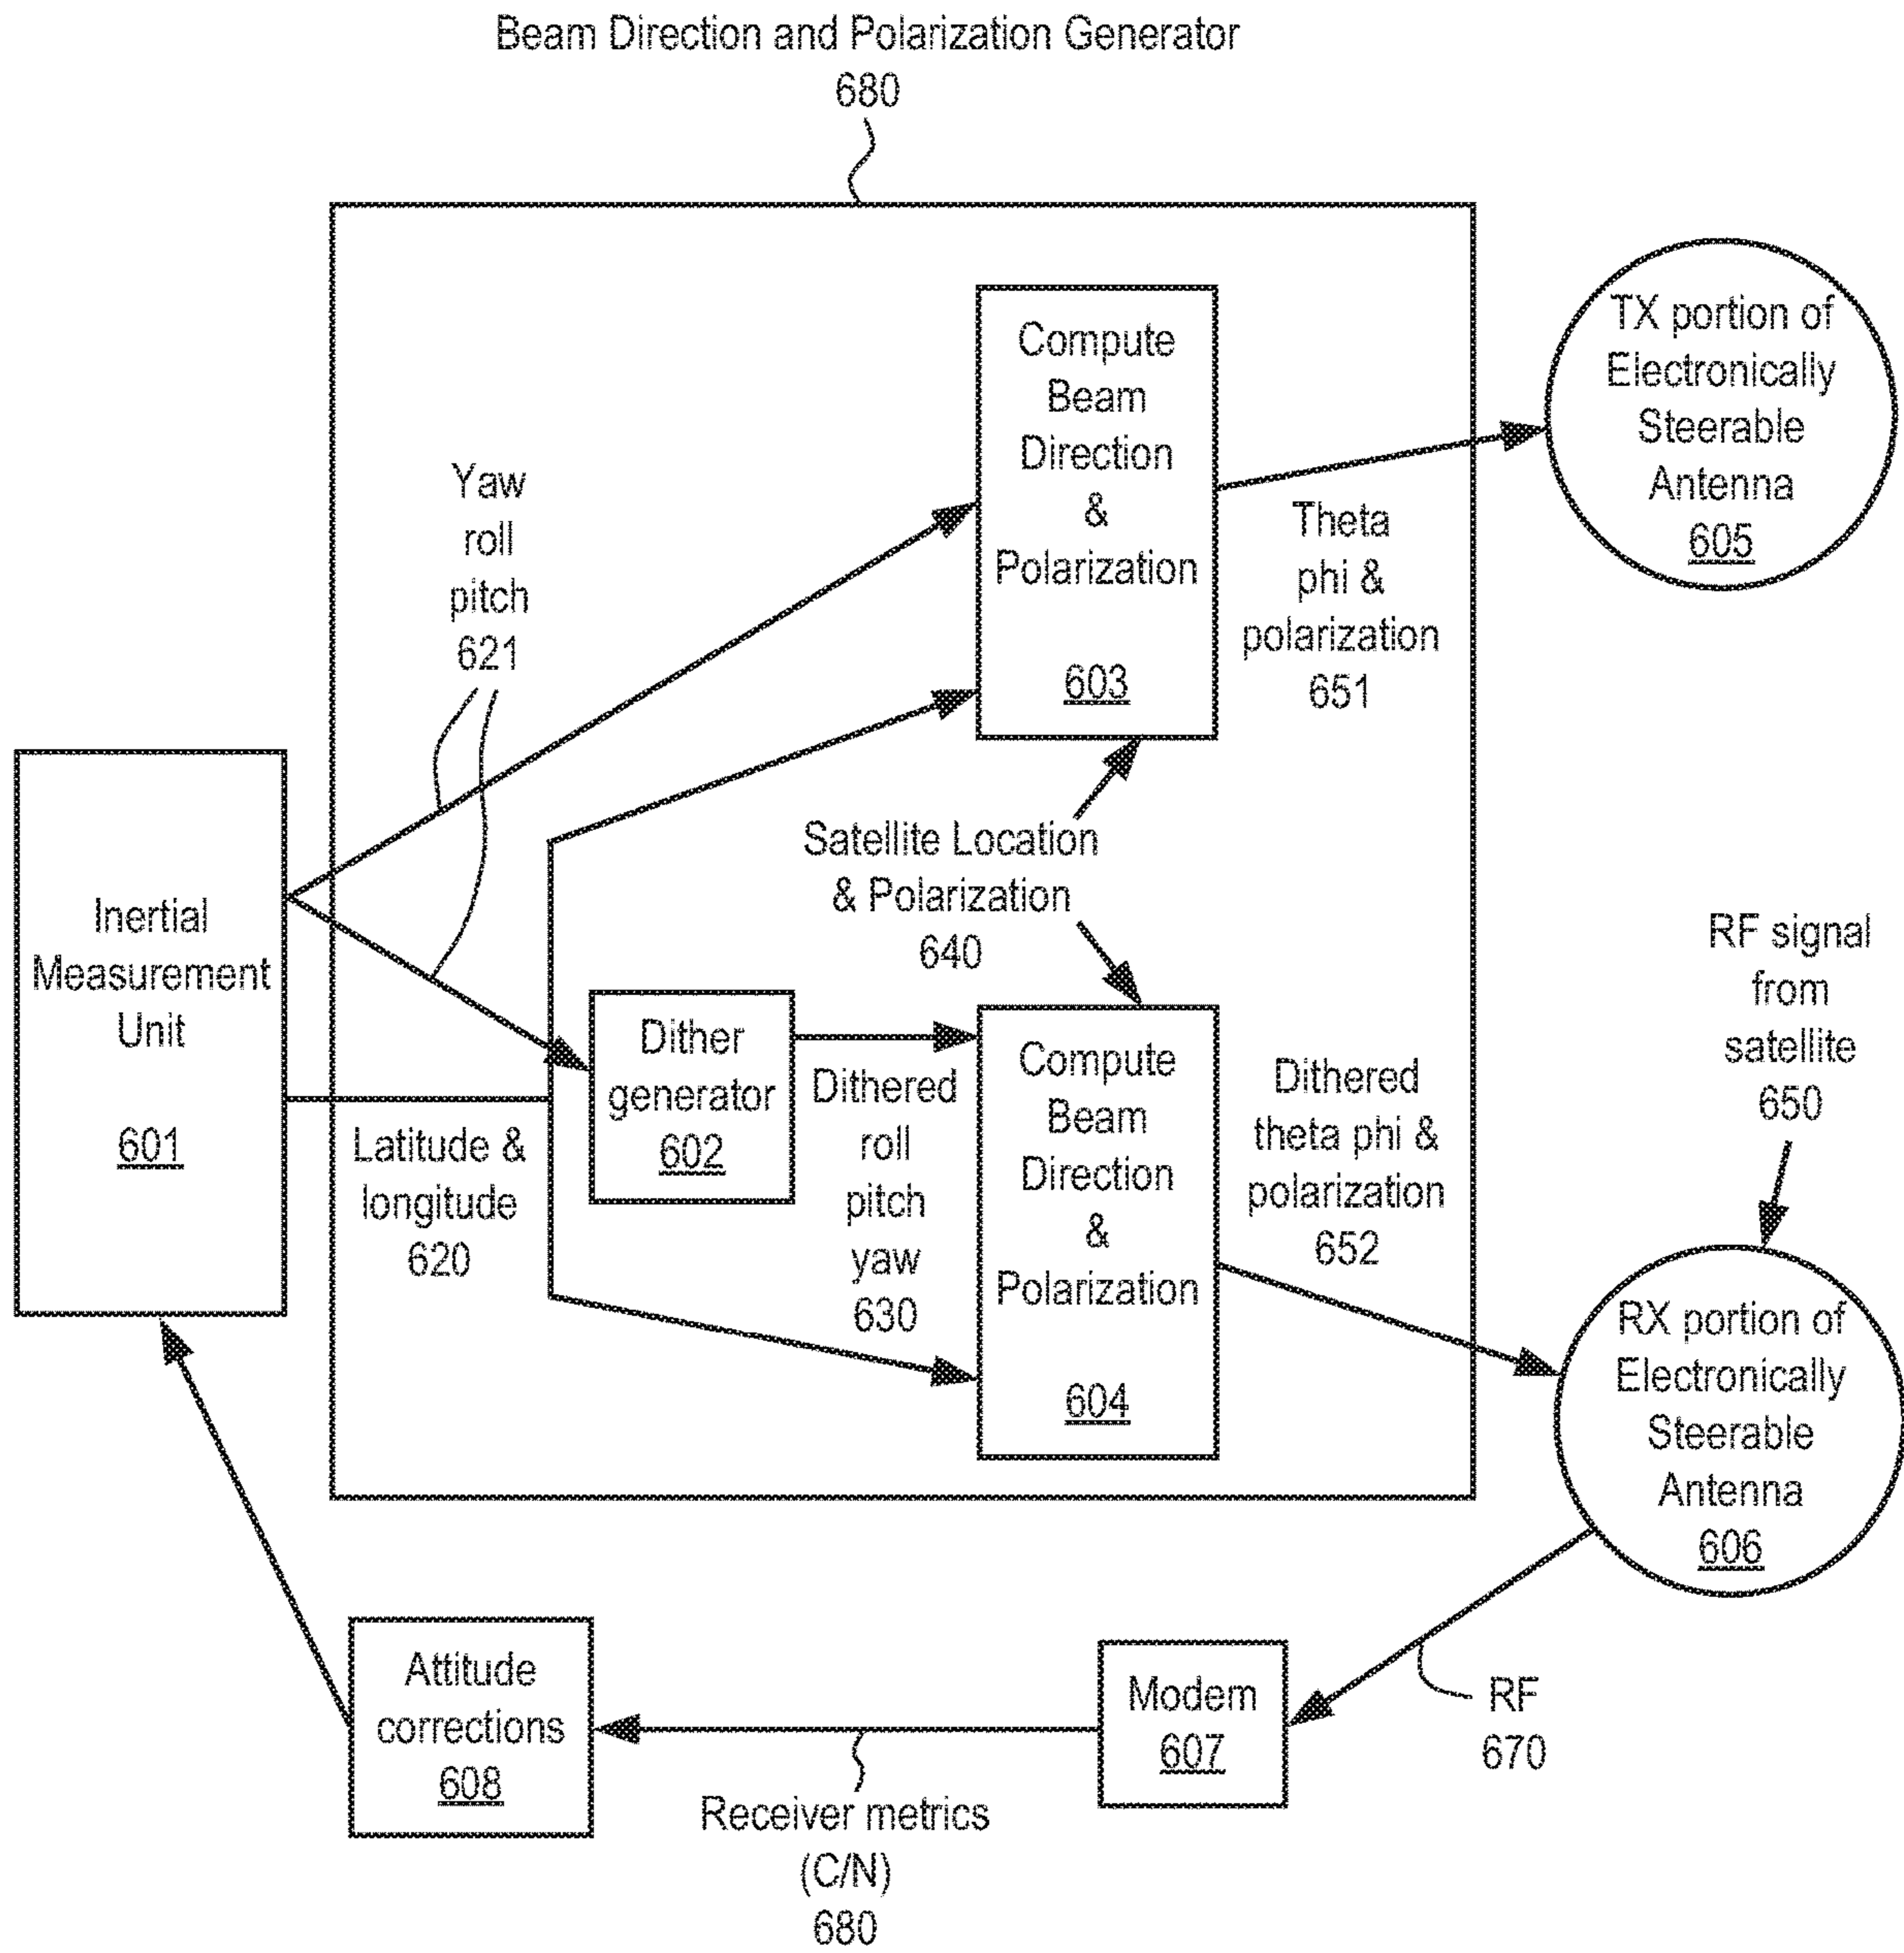 Beam Direction and Polarization Generator
680
Compute
Beam
Direction
&
Polarization
603
TX portion of
Electronically
Steerable
Antenna
605
Yaw
roll
pitch
621
Theta
phi &
polarization
651
Satellite Location
& Polarization
640
Inertial
Measurement
Unit
601
RF signal
from
satellite
650
Dither
generator
602
Dithered
roll
pitch
yaw
630
Compute
Beam
Direction
&
Polarization
604
Dithered
theta phi &
polarization
652
Latitude &
longitude
620
RX portion of
Electronically
Steerable
Antenna
606
Attitude
corrections
608
Modem
607
RF
670
Receiver metrics
(C/N)
680